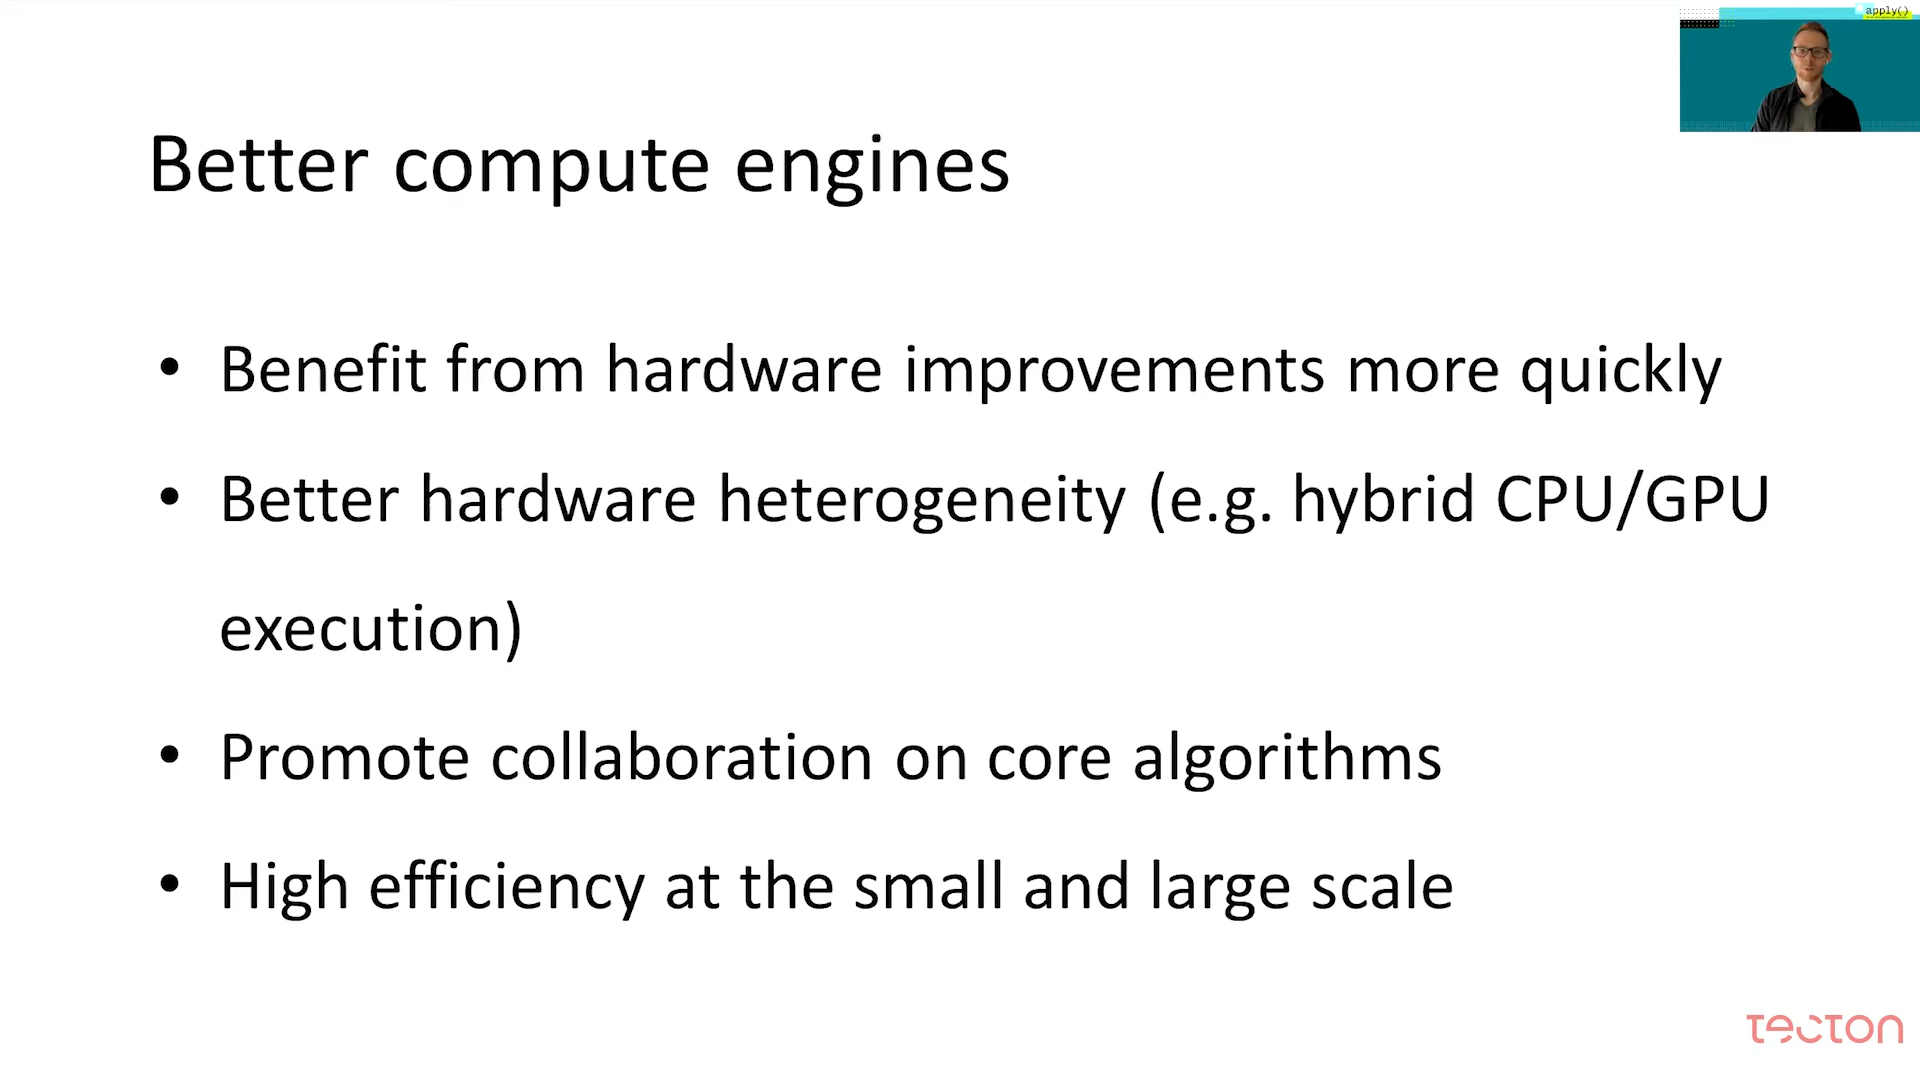 apply()
Better compute engines
• Benefit from hardware improvements more quickly
• Better hardware heterogeneity (e.g. hybrid CPU/GPU
execution)
• Promote collaboration on core algorithms
• High efficiency at the small and large scale
tecton